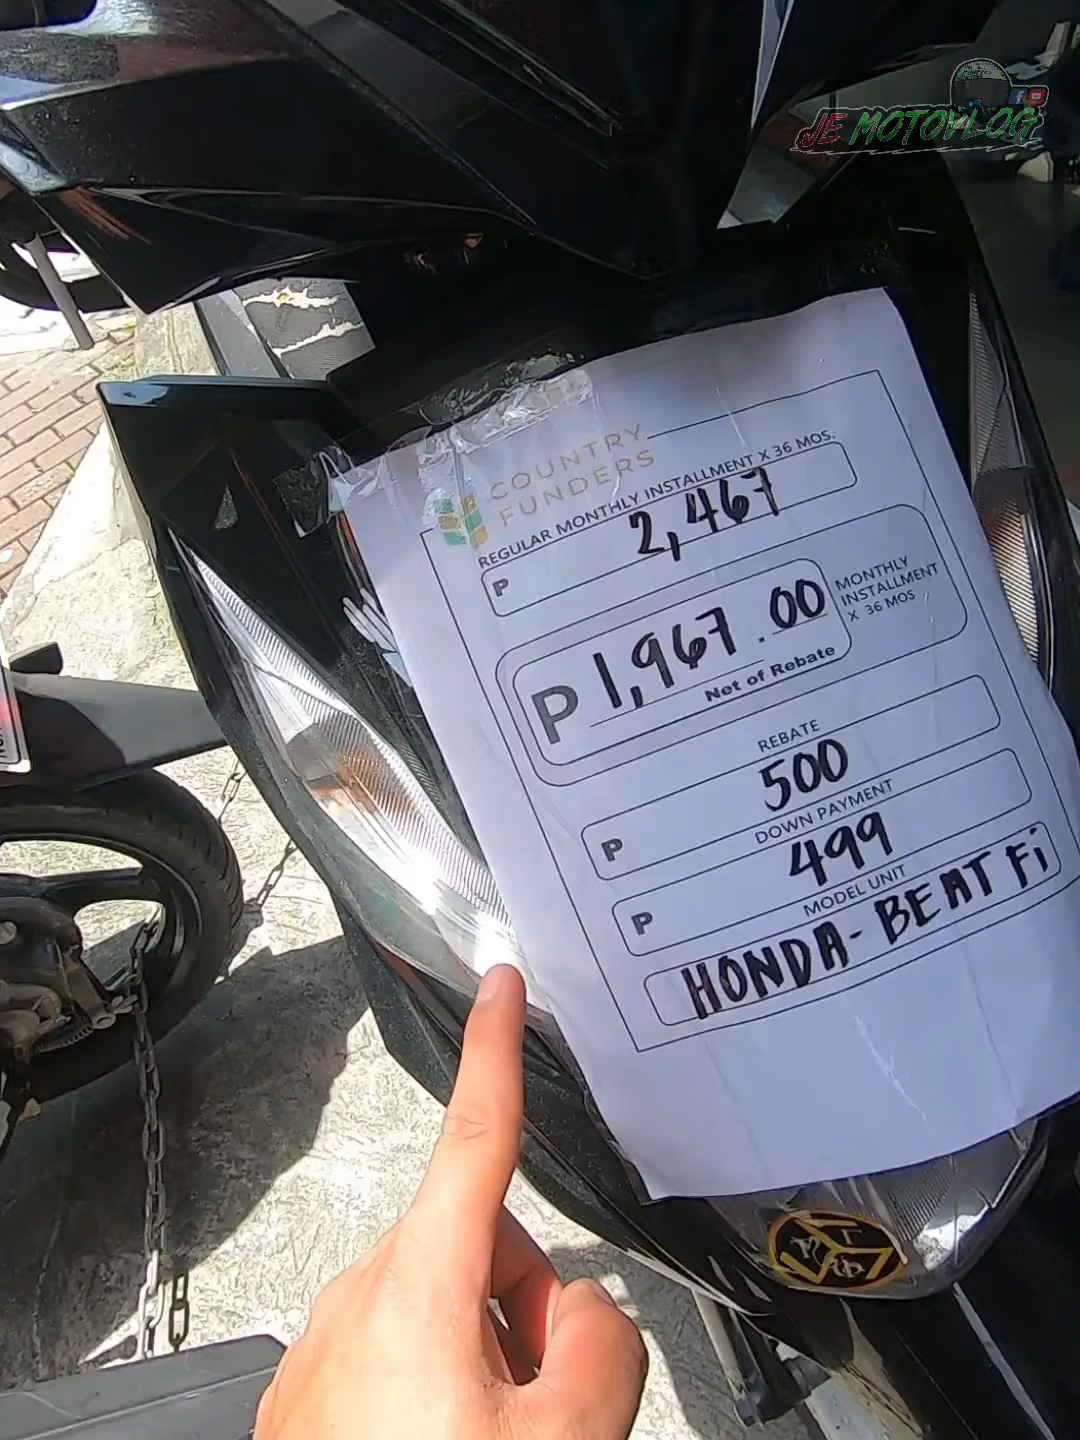 JE MOTOVLOG
COUNTRY
FUNDERS
REGULAR MONTHLY INSTALLMENT X 36 MOS.
P 2,467
P 1,967.00
Net of Rebate
MONTHLY
INSTALLMENT
X 36 MOS
REBATE
P 500
DOWN PAYMENT
P 499
MODEL UNIT
HONDA-BEAT Fi